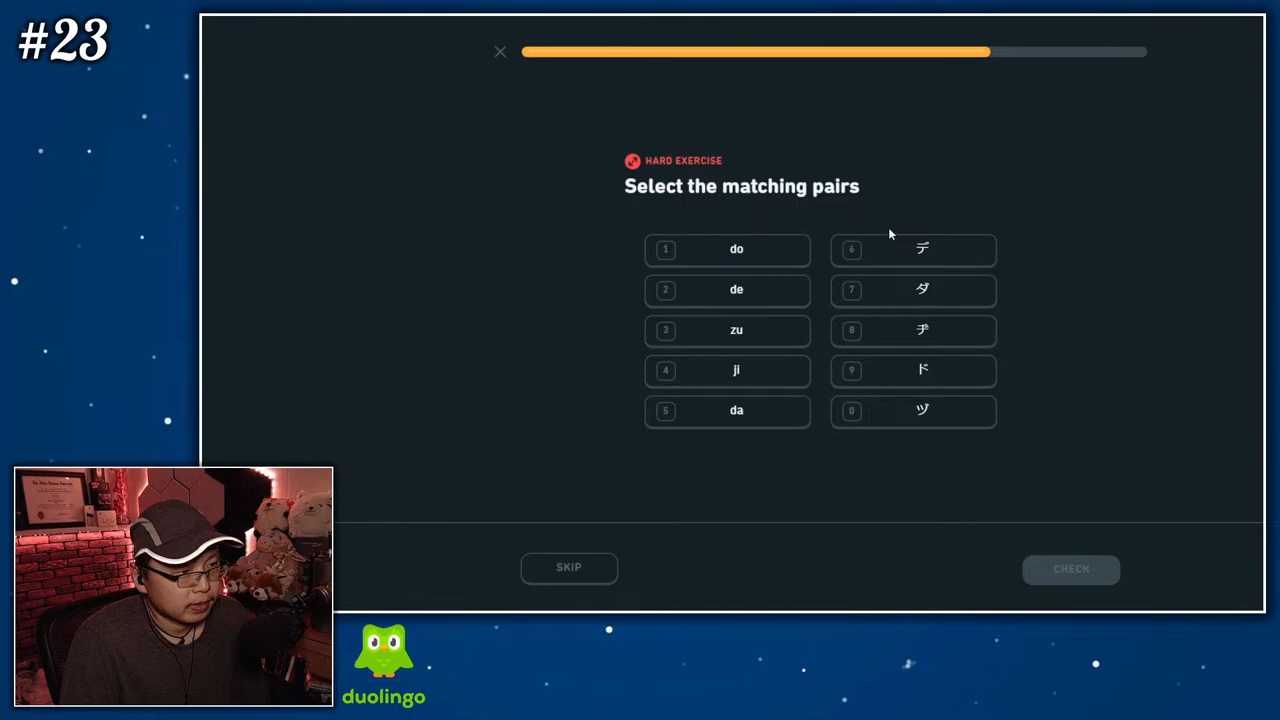 #23
HARD EXERCISE
Select the matching pairs
1 do
6 デ
2 de
7 ダ
3 zu
8 ヂ
4 ji
9 ド
5 da
0 ヅ
SKIP
CHECK
duolingo